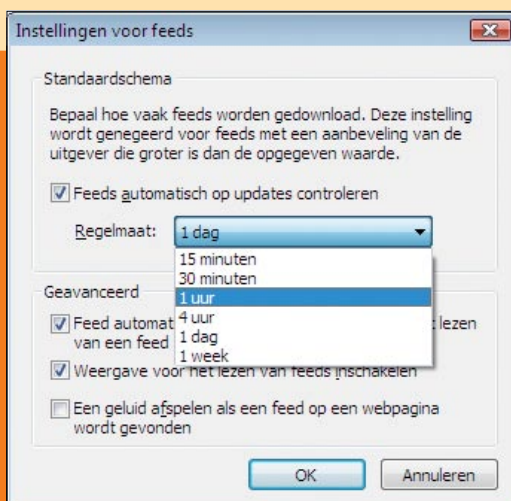 Instellingen voor feeds
Standaardschema
Bepaal hoe vaak feeds worden gedownload. Deze instelling
wordt genegeerd voor feeds met een aanbeveling van de
uitgever die groter is dan de opgegeven waarde.
Feeds automatisch op updates controleren
Regelmaat: 1 dag
15 minuten
30 minuten
1 uur
4 uur
1 dag
1 week
Geavanceerd
Feed automat t lezen
van een feed
Weergave voor het lezen van feeds inschakelen
Een geluid afspelen als een feed op een webpagina
wordt gevonden
OK Annuleren